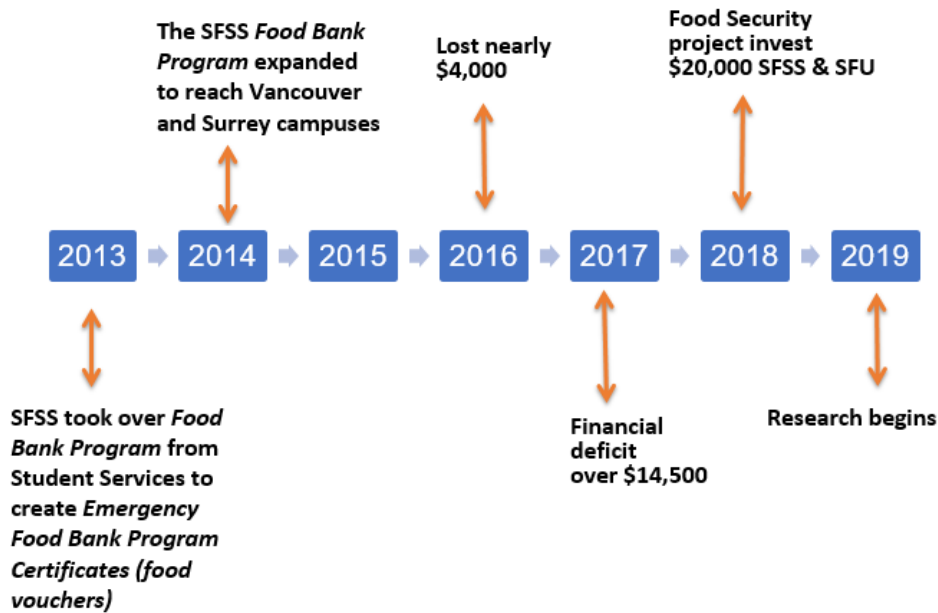 The SFSS Food Bank
Program expanded
to reach Vancouver
and Surrey campuses
Lost nearly
$4,000
Food Security
project invest
$20,000 SFSS & SFU
2013
2014
2015
2016
2017
2018
2019
SFSS took over Food
Bank Program from
Student Services to
create Emergency
Food Bank Program
Certificates (food
vouchers)
Financial
deficit
over $14,500
Research begins